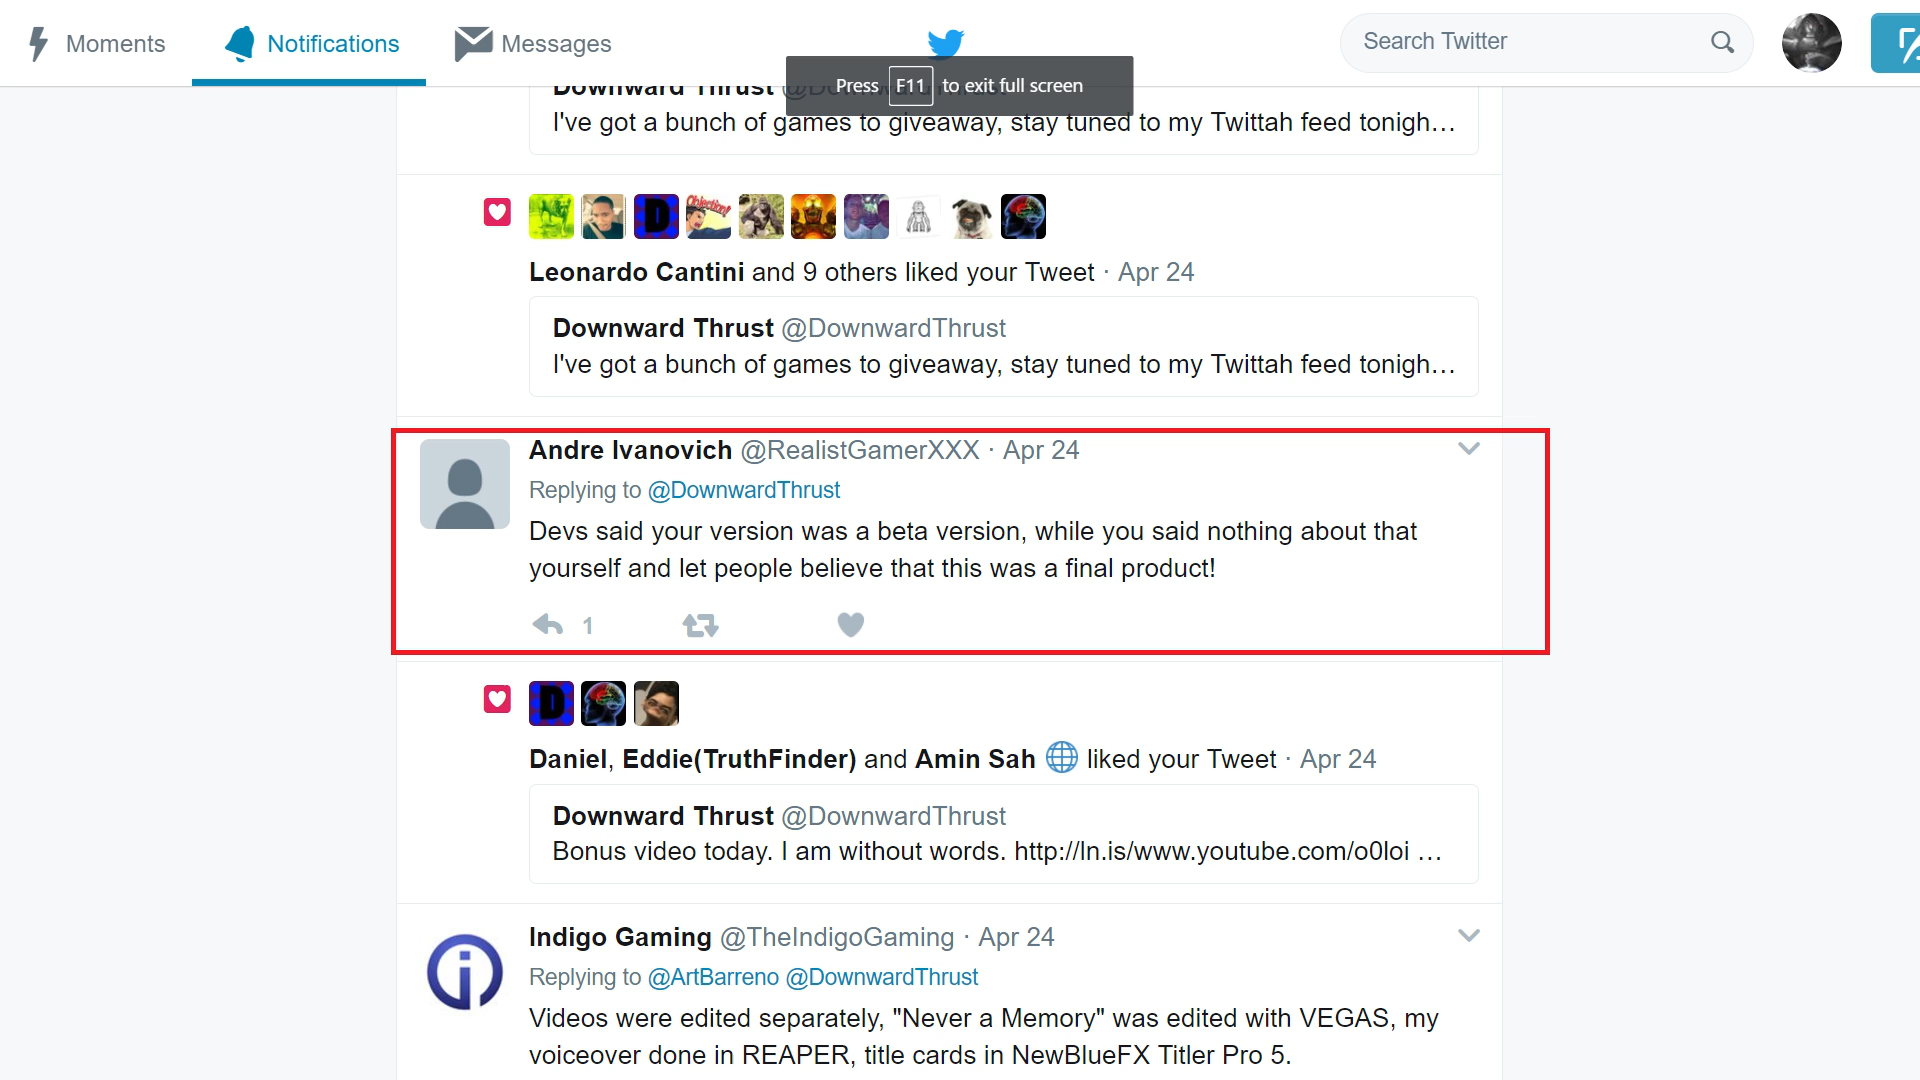 Moments
Notifications
Messages
Search Twitter
Press F11 to exit full screen
Downward Thrust @DownwardThrust
I've got a bunch of games to giveaway, stay tuned to my Twittah feed tonigh…
Objection!
Leonardo Cantini and 9 others liked your Tweet · Apr 24
Downward Thrust @DownwardThrust
I've got a bunch of games to giveaway, stay tuned to my Twittah feed tonigh…
Andre Ivanovich @RealistGamerXXX · Apr 24
Replying to @DownwardThrust
Devs said your version was a beta version, while you said nothing about that
yourself and let people believe that this was a final product!
1
Daniel, Eddie(TruthFinder) and Amin Sah liked your Tweet · Apr 24
Downward Thrust @DownwardThrust
Bonus video today. I am without words. http://ln.is/www.youtube.com/o0loi …
Indigo Gaming @TheIndigoGaming · Apr 24
Replying to @ArtBarreno @DownwardThrust
Videos were edited separately, "Never a Memory" was edited with VEGAS, my
voiceover done in REAPER, title cards in NewBlueFX Titler Pro 5.